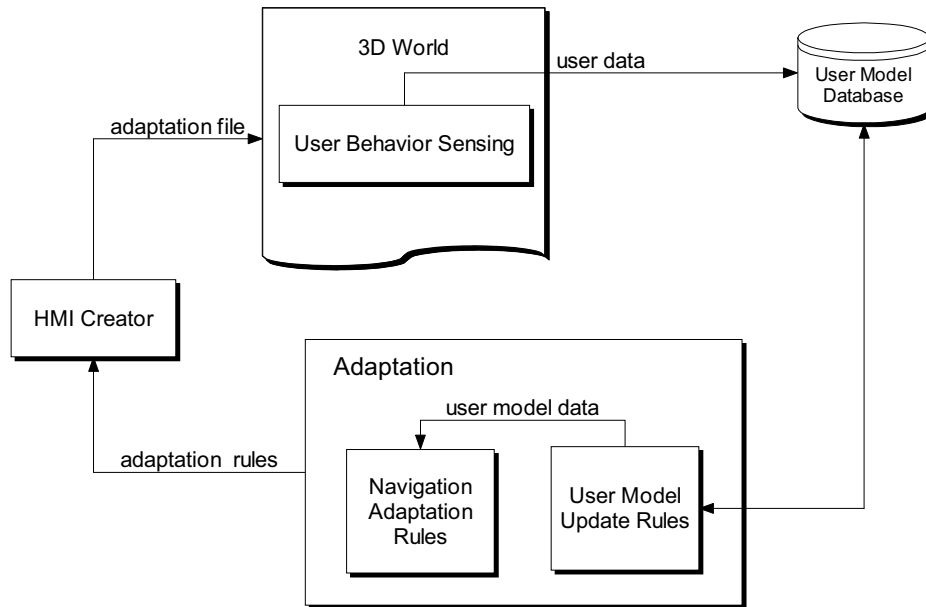 3D World
user data
User Model
Database
adaptation file
User Behavior Sensing
HMI Creator
Adaptation
user model data
adaptation rules
Navigation
Adaptation
Rules
User Model
Update Rules